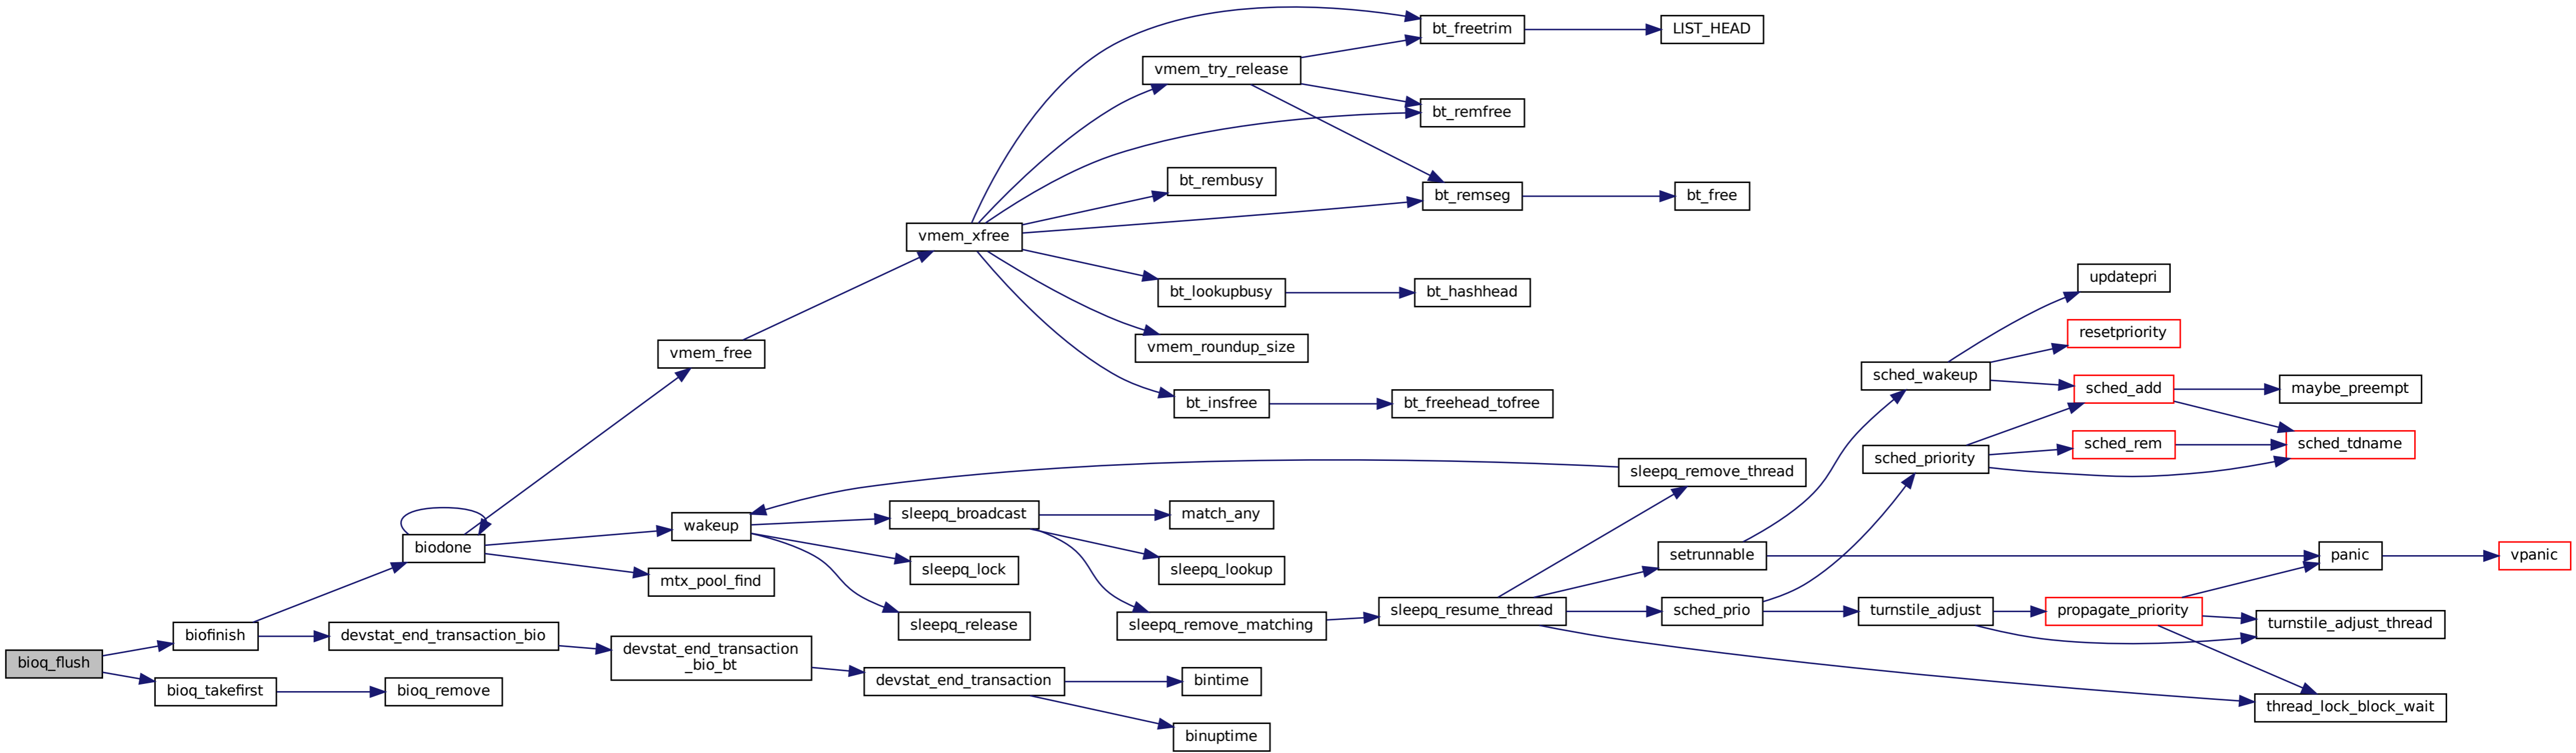 bioq_flush
biofinish
bioq_takefirst
biodone
devstat_end_transaction_bio
bioq_remove
vmem_free
wakeup
mtx_pool_find
devstat_end_transaction
_bio_bt
vmem_xfree
sleepq_broadcast
sleepq_lock
sleepq_release
devstat_end_transaction
vmem_try_release
bt_rembusy
bt_lookupbusy
vmem_roundup_size
bt_insfree
match_any
sleepq_lookup
sleepq_remove_matching
bintime
binuptime
bt_freetrim
bt_remfree
bt_remseg
bt_hashhead
bt_freehead_tofree
sleepq_resume_thread
LIST_HEAD
bt_free
sleepq_remove_thread
setrunnable
sched_prio
sched_wakeup
sched_priority
turnstile_adjust
updatepri
resetpriority
sched_add
sched_rem
propagate_priority
maybe_preempt
sched_tdname
panic
turnstile_adjust_thread
thread_lock_block_wait
vpanic